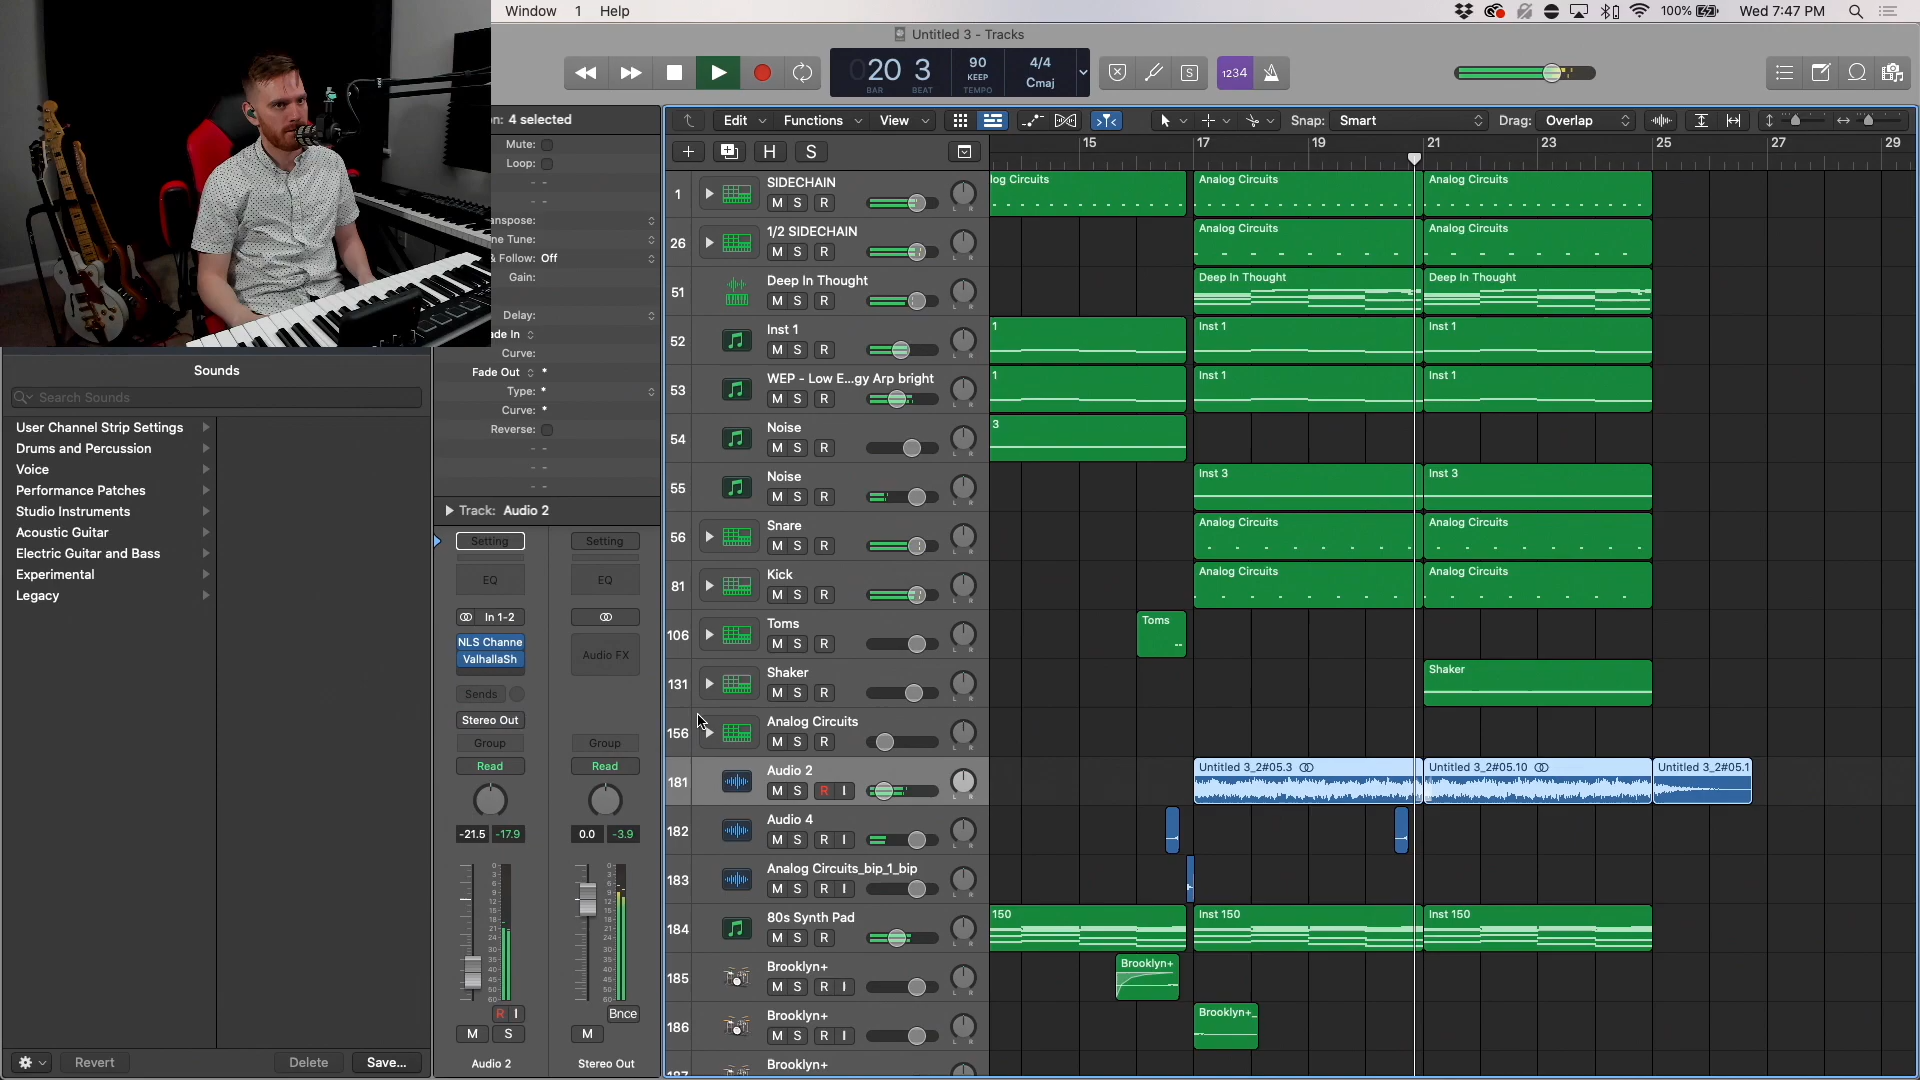 Window 1 Help
100% Wed 7:47 PM
Untitled 3 - Tracks
020 3 90 4/4
KEEP Cmaj
BAR BEAT TEMPO
1234
S
n: 4 selected
Edit Functions View Snap: Smart Drag: Overlap
Mute:
Loop:
anspose:
ne Tune:
& Follow: Off
Gain:
Delay:
ade In
Curve:
Fade Out
Type:
Curve:
Reverse:
Track: Audio 2
Setting Setting
EQ EQ
In 1-2
NLS Channe
ValhallaSh
Audio FX
Sends
Stereo Out
Group Group
Read Read
-21.5 -17.9 0.0 -3.9
R I Bnce
M S M
Audio 2 Stereo Out
Sounds
Search Sounds
User Channel Strip Settings
Drums and Percussion
Voice
Performance Patches
Studio Instruments
Acoustic Guitar
Electric Guitar and Bass
Experimental
Legacy
Revert Delete Save...
+ H S
15 17 19 21 23 25 27 29
1 SIDECHAIN
M S R
log Circuits Analog Circuits Analog Circuits
26 1/2 SIDECHAIN
M S R
Analog Circuits Analog Circuits
51 Deep In Thought
M S R
Deep In Thought Deep In Thought
52 Inst 1
M S R
1 Inst 1 Inst 1
53 WEP - Low E...gy Arp bright
M S R
1 Inst 1 Inst 1
54 Noise
M S R
3
55 Noise
M S R
Inst 3 Inst 3
56 Snare
M S R
Analog Circuits Analog Circuits
81 Kick
M S R
Analog Circuits Analog Circuits
106 Toms
M S R
Toms
131 Shaker
M S R
Shaker
156 Analog Circuits
M S R
181 Audio 2
M S R I
Untitled 3_2#05.3 Untitled 3_2#05.10 Untitled 3_2#05.1
182 Audio 4
M S R I
183 Analog Circuits_bip_1_bip
M S R I
184 80s Synth Pad
M S R
150 Inst 150 Inst 150
185 Brooklyn+
M S R I
Brooklyn+
186 Brooklyn+
M S R I
Brooklyn+_
Brooklyn+